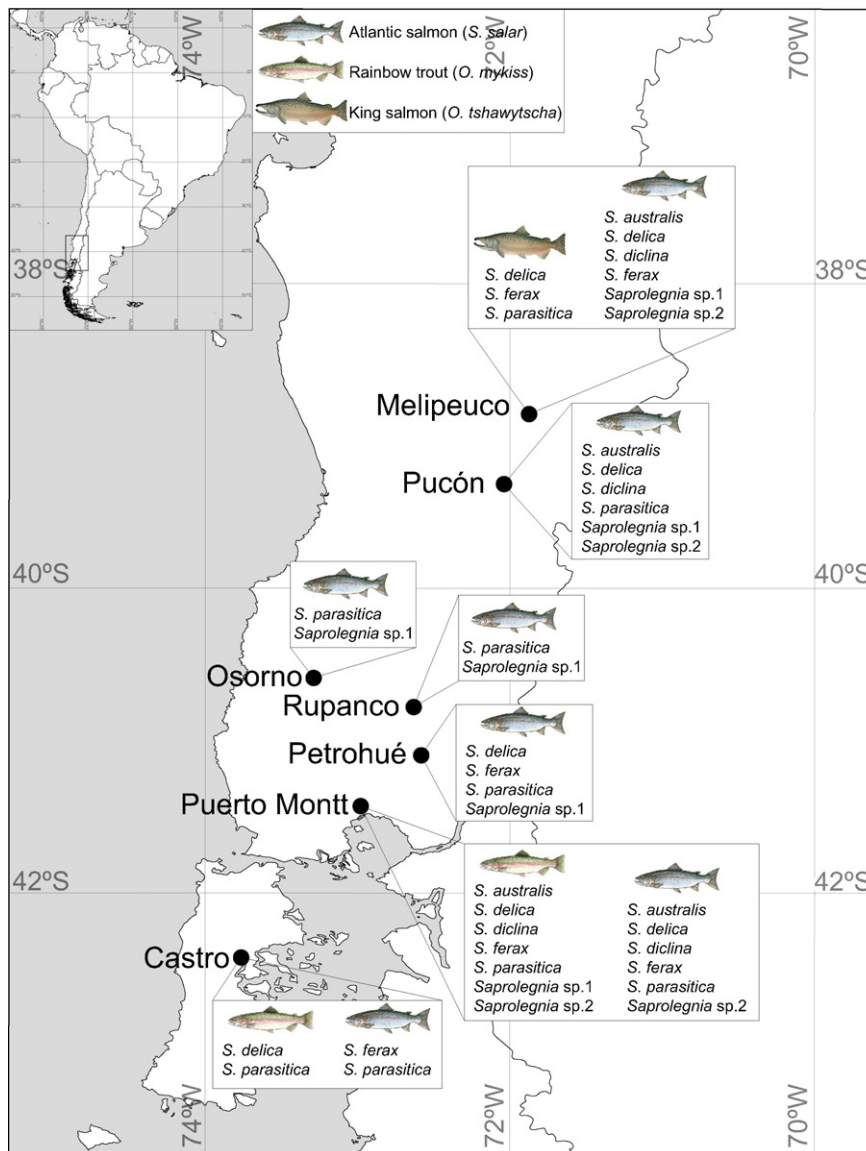 74ºW
72ºW
70ºW
Atlantic salmon (S. salar)
Rainbow trout (O. mykiss)
King salmon (O. tshawytscha)
38ºS
38ºS
S. delica
S. ferax
S. parasitica
S. australis
S. delica
S. diclina
S. ferax
Saprolegnia sp.1
Saprolegnia sp.2
Melipeuco
Pucón
S. australis
S. delica
S. diclina
S. parasitica
Saprolegnia sp.1
Saprolegnia sp.2
40ºS
40ºS
S. parasitica
Saprolegnia sp.1
Osorno
S. parasitica
Saprolegnia sp.1
Rupanco
Petrohué
S. delica
S. ferax
S. parasitica
Saprolegnia sp.1
Puerto Montt
42ºS
42ºS
S. australis
S. delica
S. diclina
S. ferax
S. parasitica
Saprolegnia sp.1
Saprolegnia sp.2
S. australis
S. delica
S. diclina
S. ferax
S. parasitica
Saprolegnia sp.2
Castro
S. delica
S. parasitica
S. ferax
S. parasitica
74ºW
72ºW
70ºW